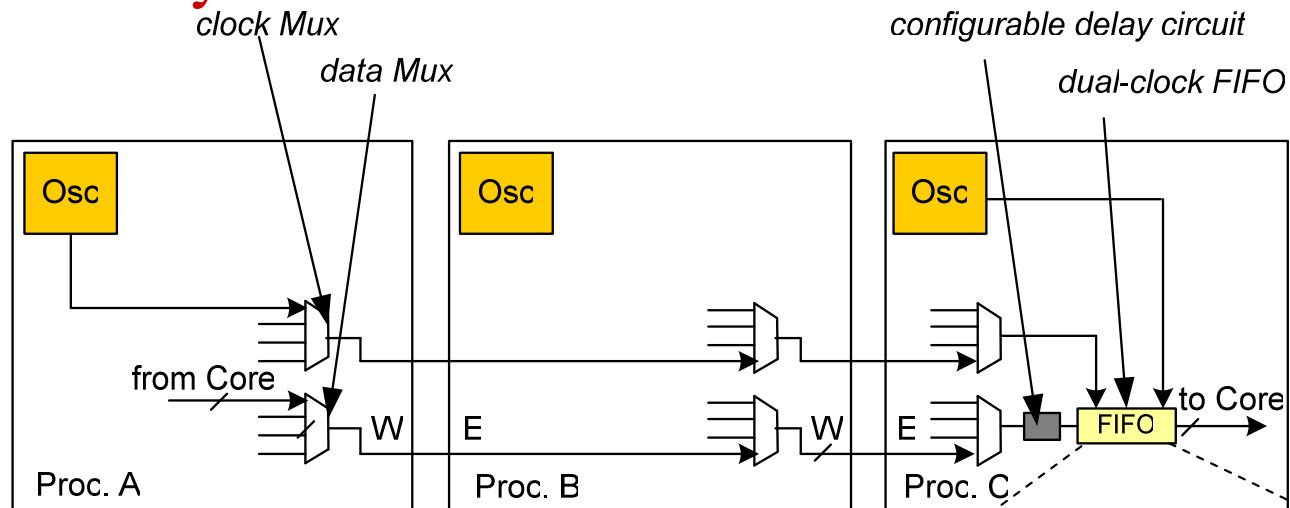 clock Mux
configurable delay circuit
data Mux
dual-clock FIFO
Osc
Osc
Osc
from Core
to Core
W
E
W
E
FIFO
Proc. A
Proc. B
Proc. C